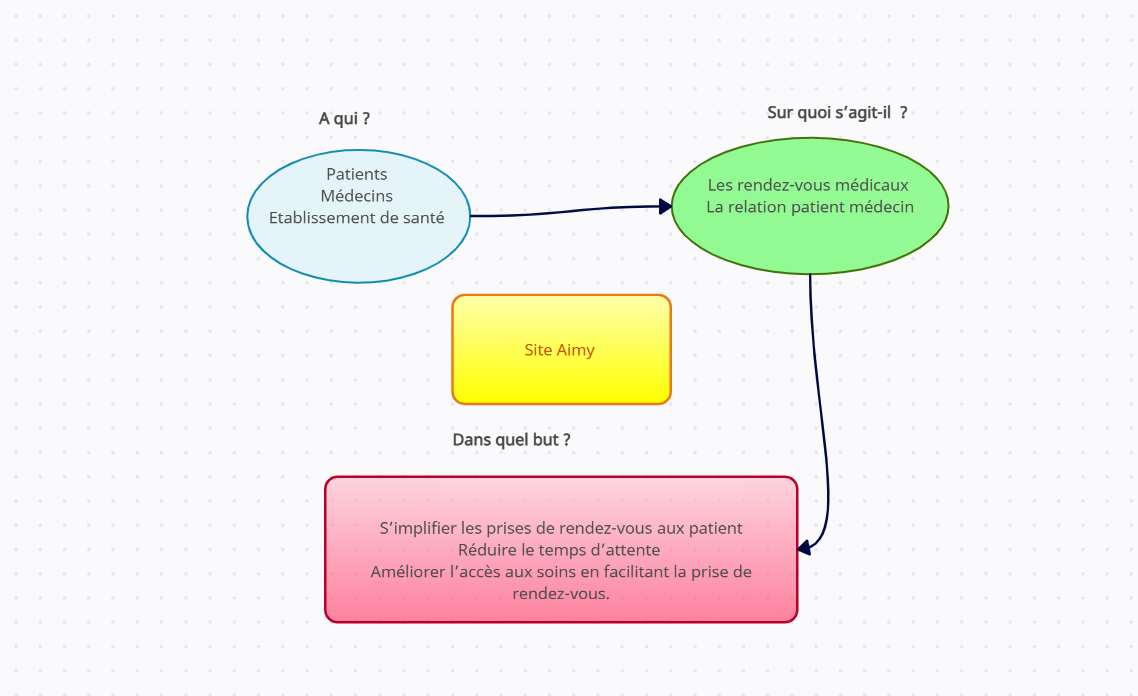 A qui ?
Sur quoi s’agit-il  ?
Patients
Médecins
Etablissement de santé
Les rendez-vous médicaux
La relation patient médecin
Site Aimy
Dans quel but ?
S’implifier les prises de rendez-vous aux patient
Réduire le temps d’attente
Améliorer l’accès aux soins en facilitant la prise de
rendez-vous.